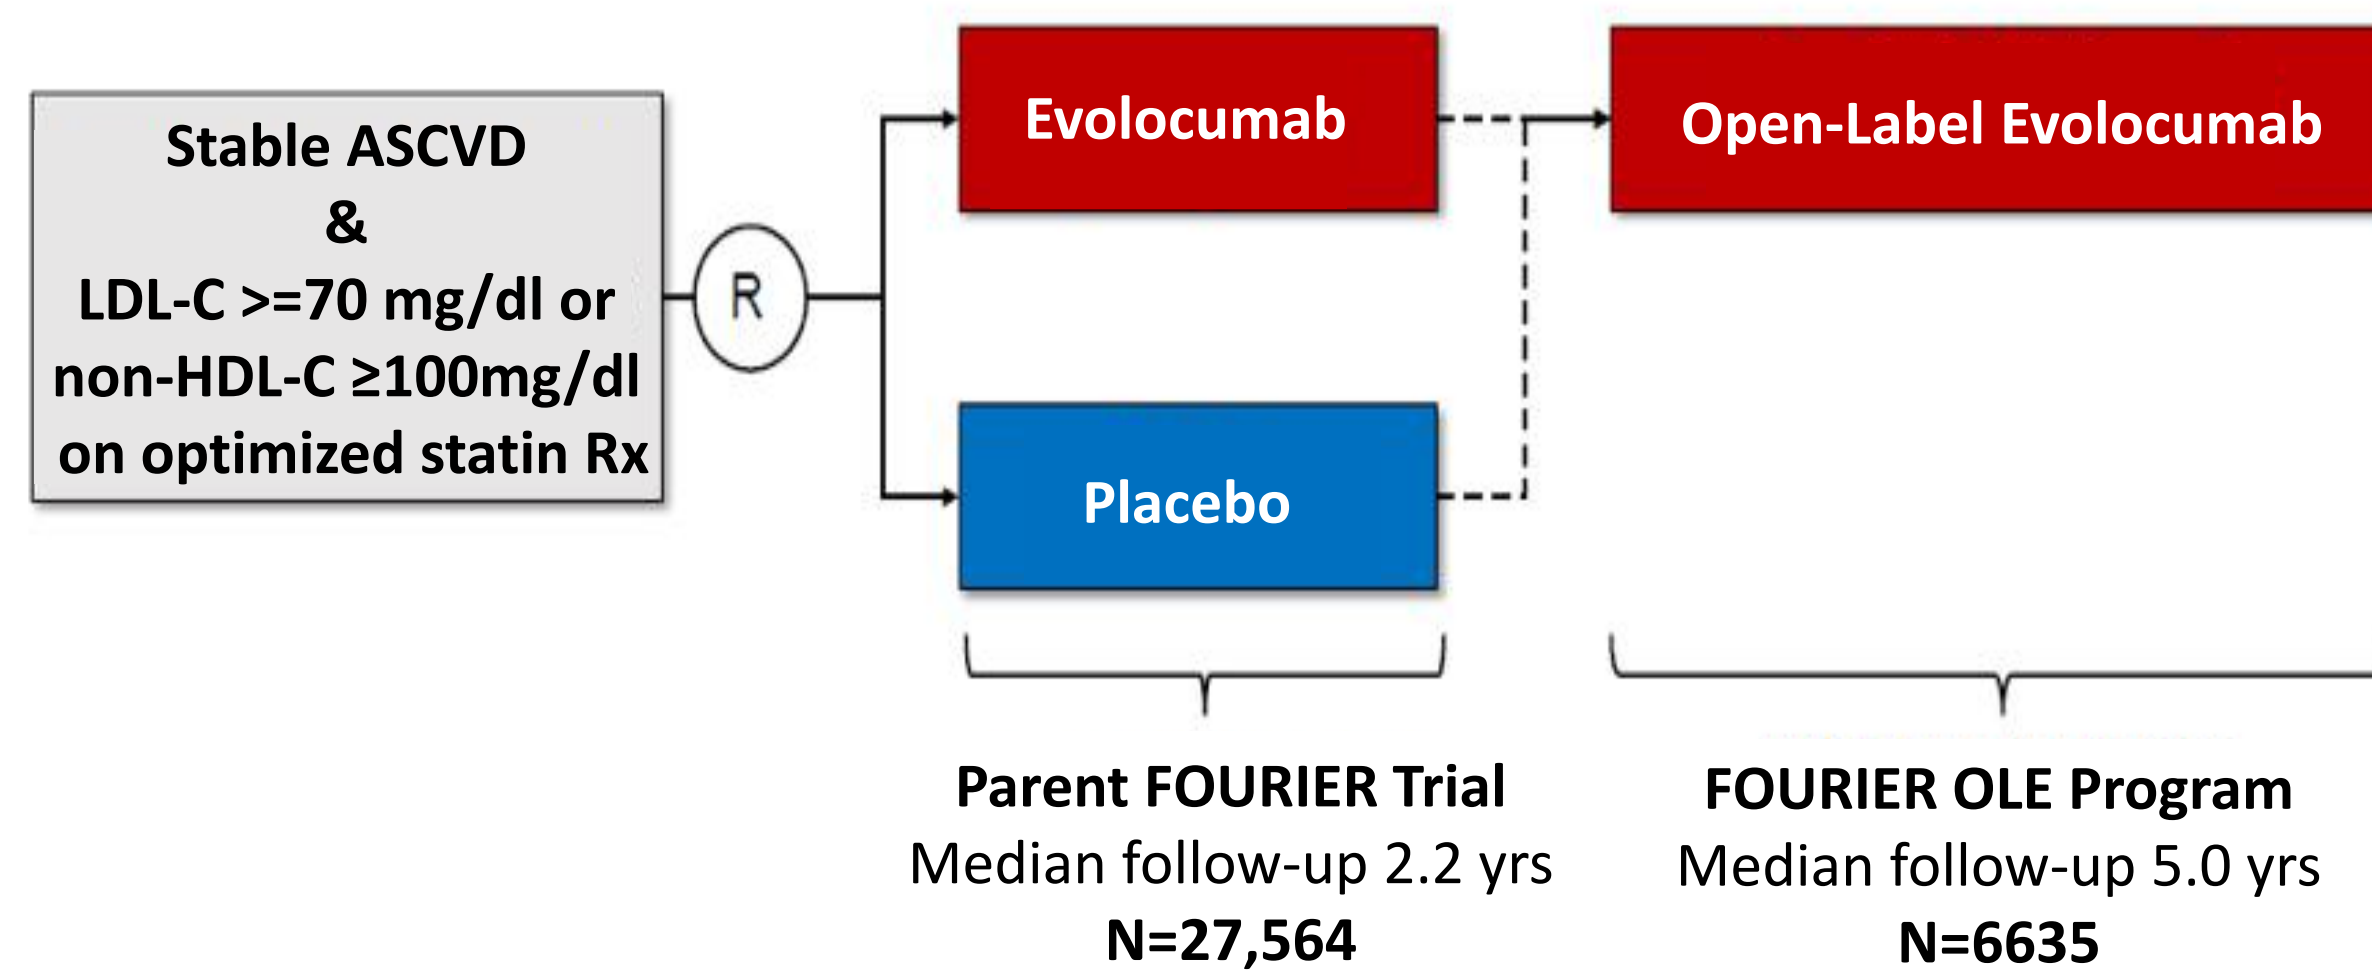 Stable ASCVD
&
LDL-C >=70 mg/dl or
non-HDL-C ≥100mg/dl
on optimized statin Rx
R
Evolocumab
Placebo
Open-Label Evolocumab
Parent FOURIER Trial
Median follow-up 2.2 yrs
N=27,564
FOURIER OLE Program
Median follow-up 5.0 yrs
N=6635